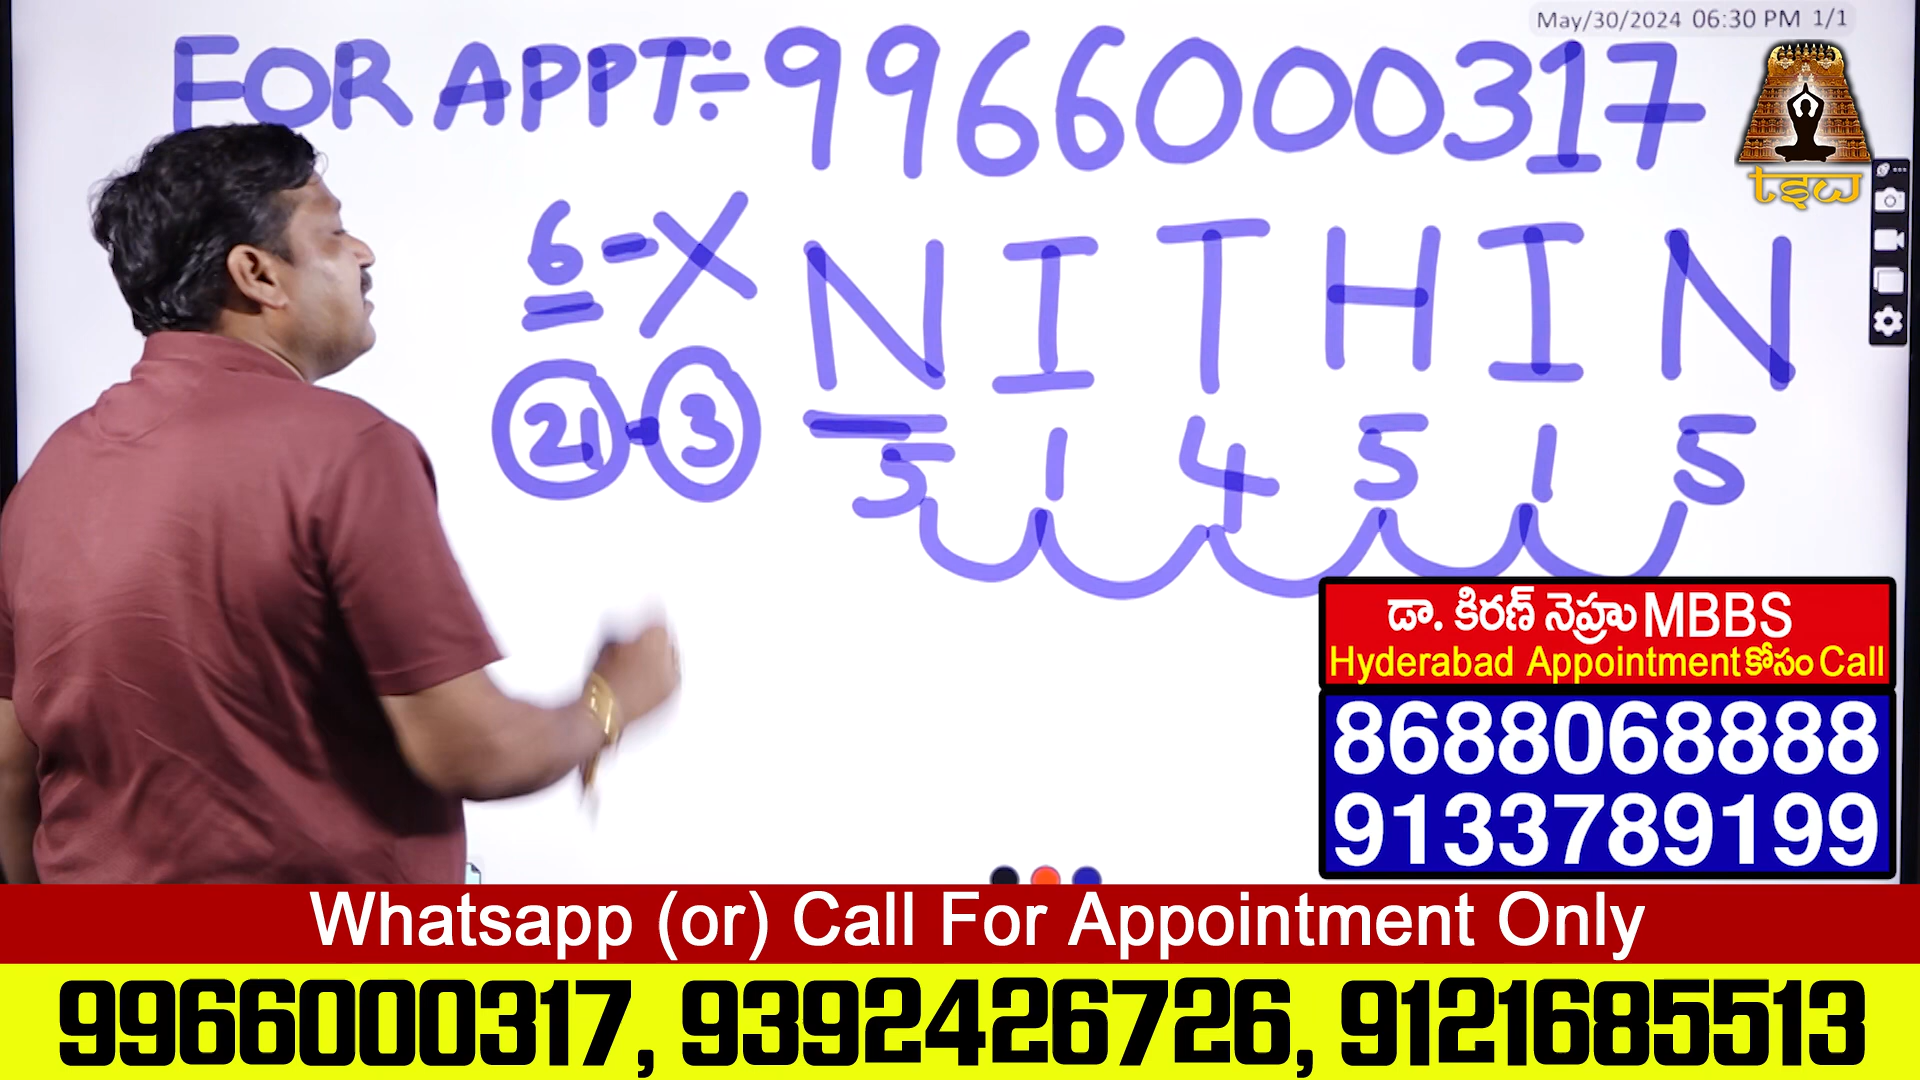 May/30/2024 06:30 PM 1/1
FOR APPT:- 9966000317
tsw
6 - X NITHIN
21 - 3 5 1 4 5 1 5
డా. కిరణ్ నెహ్రు MBBS
Hyderabad Appointment కోసం Call
8688068888
9133789199
Whatsapp (or) Call For Appointment Only
9966000317, 9392426726, 9121685513